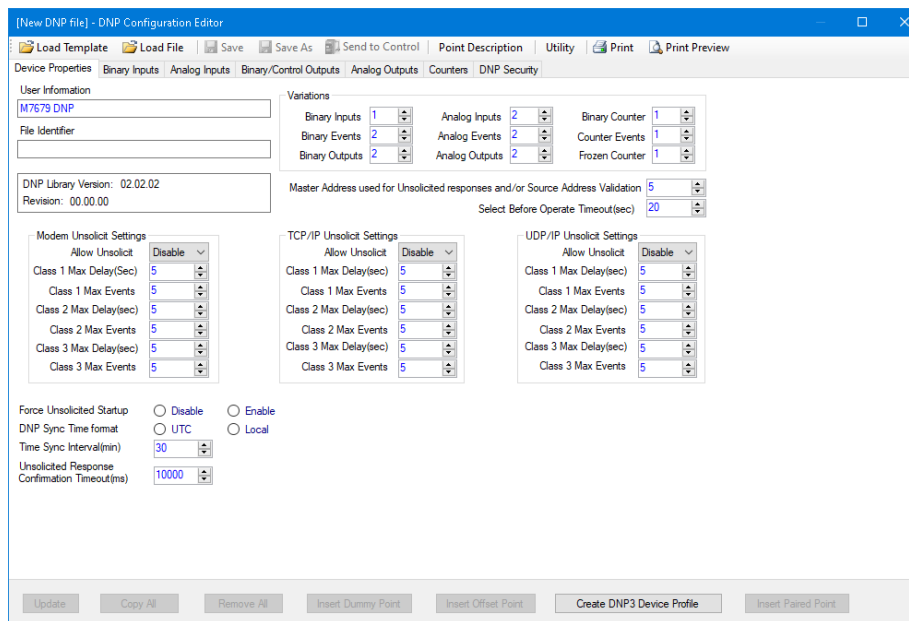 [New DNP file] - DNP Configuration Editor
Load Template Load File Save Save As Send to Control Point Description Utility Print Print Preview
Device Properties Binary Inputs Analog Inputs Binary/Control Outputs Analog Outputs Counters DNP Security
User Information
M7679 DNP
File Identifier
DNP Library Version: 02.02.02
Revision: 00.00.00
Variations
Binary Inputs 1 Analog Inputs 2 Binary Counter 1
Binary Events 2 Analog Events 2 Counter Events 1
Binary Outputs 2 Analog Outputs 2 Frozen Counter 1
Master Address used for Unsolicited responses and/or Source Address Validation 5
Select Before Operate Timeout(sec) 20
Modem Unsolicit Settings
Allow Unsolicit Disable
Class 1 Max Delay(Sec) 5
Class 1 Max Events 5
Class 2 Max Delay(sec) 5
Class 2 Max Events 5
Class 3 Max Delay(sec) 5
Class 3 Max Events 5
TCP/IP Unsolicit Settings
Allow Unsolicit Disable
Class 1 Max Delay(sec) 5
Class 1 Max Events 5
Class 2 Max Delay(sec) 5
Class 2 Max Events 5
Class 3 Max Delay(sec) 5
Class 3 Max Events 5
UDP/IP Unsolicit Settings
Allow Unsolicit Disable
Class 1 Max Delay(sec) 5
Class 1 Max Events 5
Class 2 Max Delay(sec) 5
Class 2 Max Events 5
Class 3 Max Delay(sec) 5
Class 3 Max Events 5
Force Unsolicited Startup Disable Enable
DNP Sync Time format UTC Local
Time Sync Interval(min) 30
Unsolicited Response
Confirmation Timeout(ms) 10000
Update Copy All Remove All Insert Dummy Point Insert Offset Point Create DNP3 Device Profile Insert Paired Point